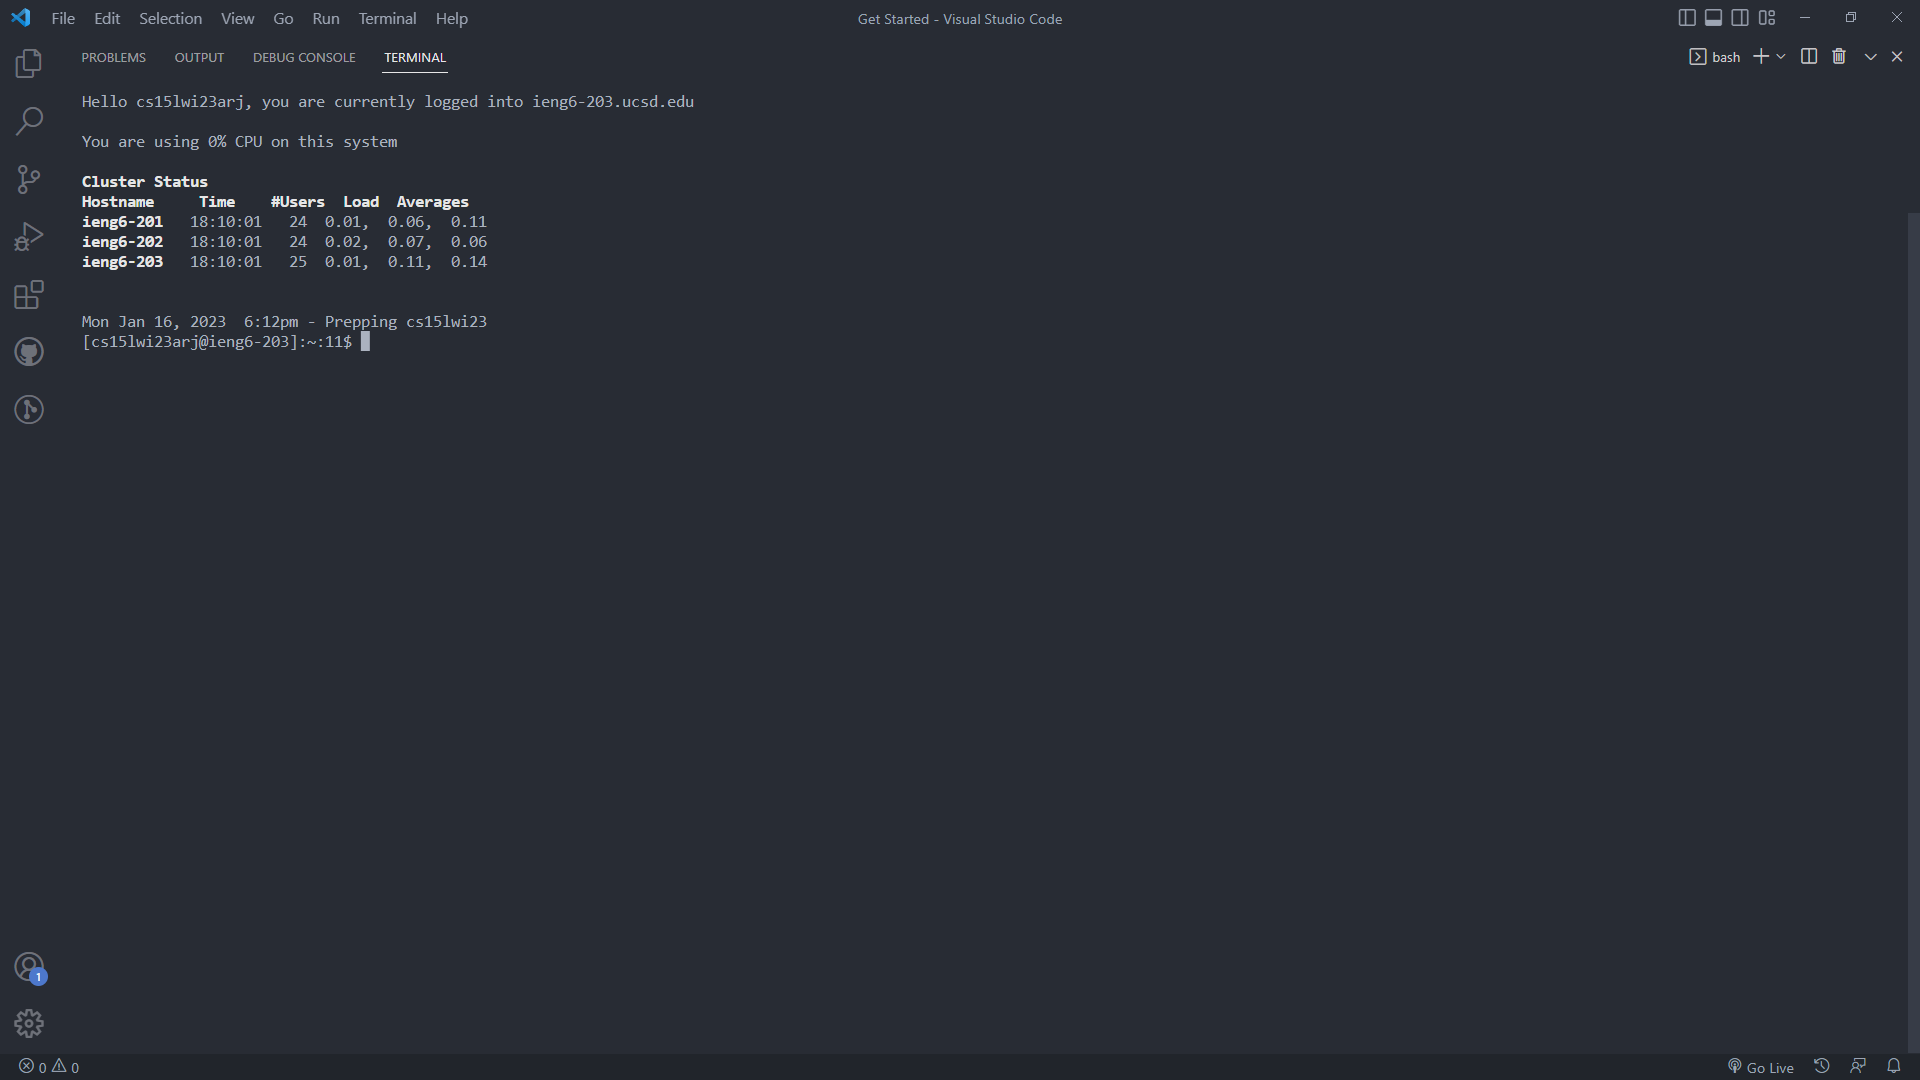 File Edit Selection View Go Run Terminal Help
Get Started - Visual Studio Code
PROBLEMS OUTPUT DEBUG CONSOLE TERMINAL
bash
Hello cs15lwi23arj, you are currently logged into ieng6-203.ucsd.edu
You are using 0% CPU on this system
Cluster Status
Hostname Time #Users Load Averages
ieng6-201 18:10:01 24 0.01, 0.06, 0.11
ieng6-202 18:10:01 24 0.02, 0.07, 0.06
ieng6-203 18:10:01 25 0.01, 0.11, 0.14
Mon Jan 16, 2023 6:12pm - Prepping cs15lwi23
[cs15lwi23arj@ieng6-203]:~:11$
1
0 0
Go Live